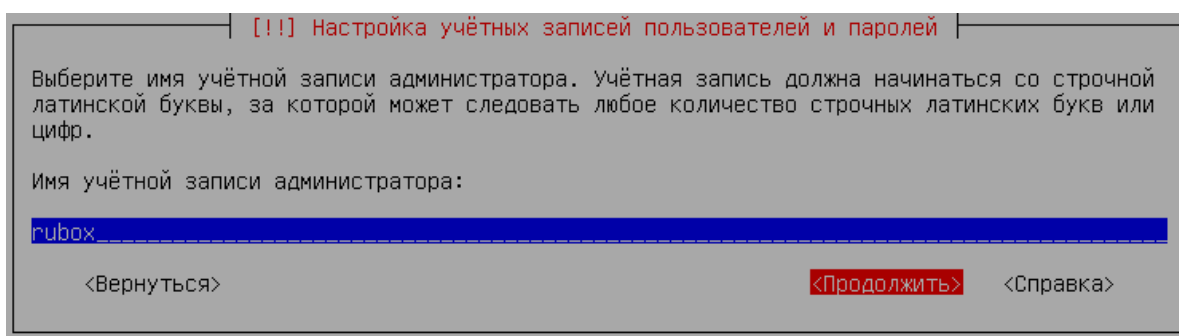 [!!] Настройка учётных записей пользователей и паролей
Выберите имя учётной записи администратора. Учётная запись должна начинаться со строчной
латинской буквы, за которой может следовать любое количество строчных латинских букв или
цифр.
Имя учётной записи администратора:
rubox
<Вернуться> <Продолжить> <Справка>